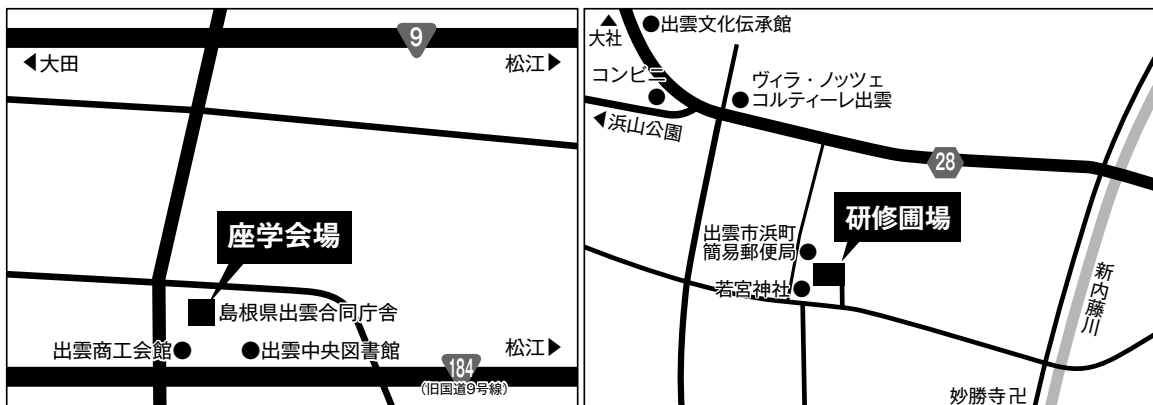 9
◀大田
松江▶
座学会場
島根県出雲合同庁舎
出雲商工会館●
●出雲中央図書館
松江▶
184
(旧国道9号線)
▲
大社
●出雲文化伝承館
コンビニ
●
ヴィラ・ノッツェ
●コルティーレ出雲
◀浜山公園
28
研修圃場
出雲市浜町
簡易郵便局
若宮神社●
新内藤川
妙勝寺卍